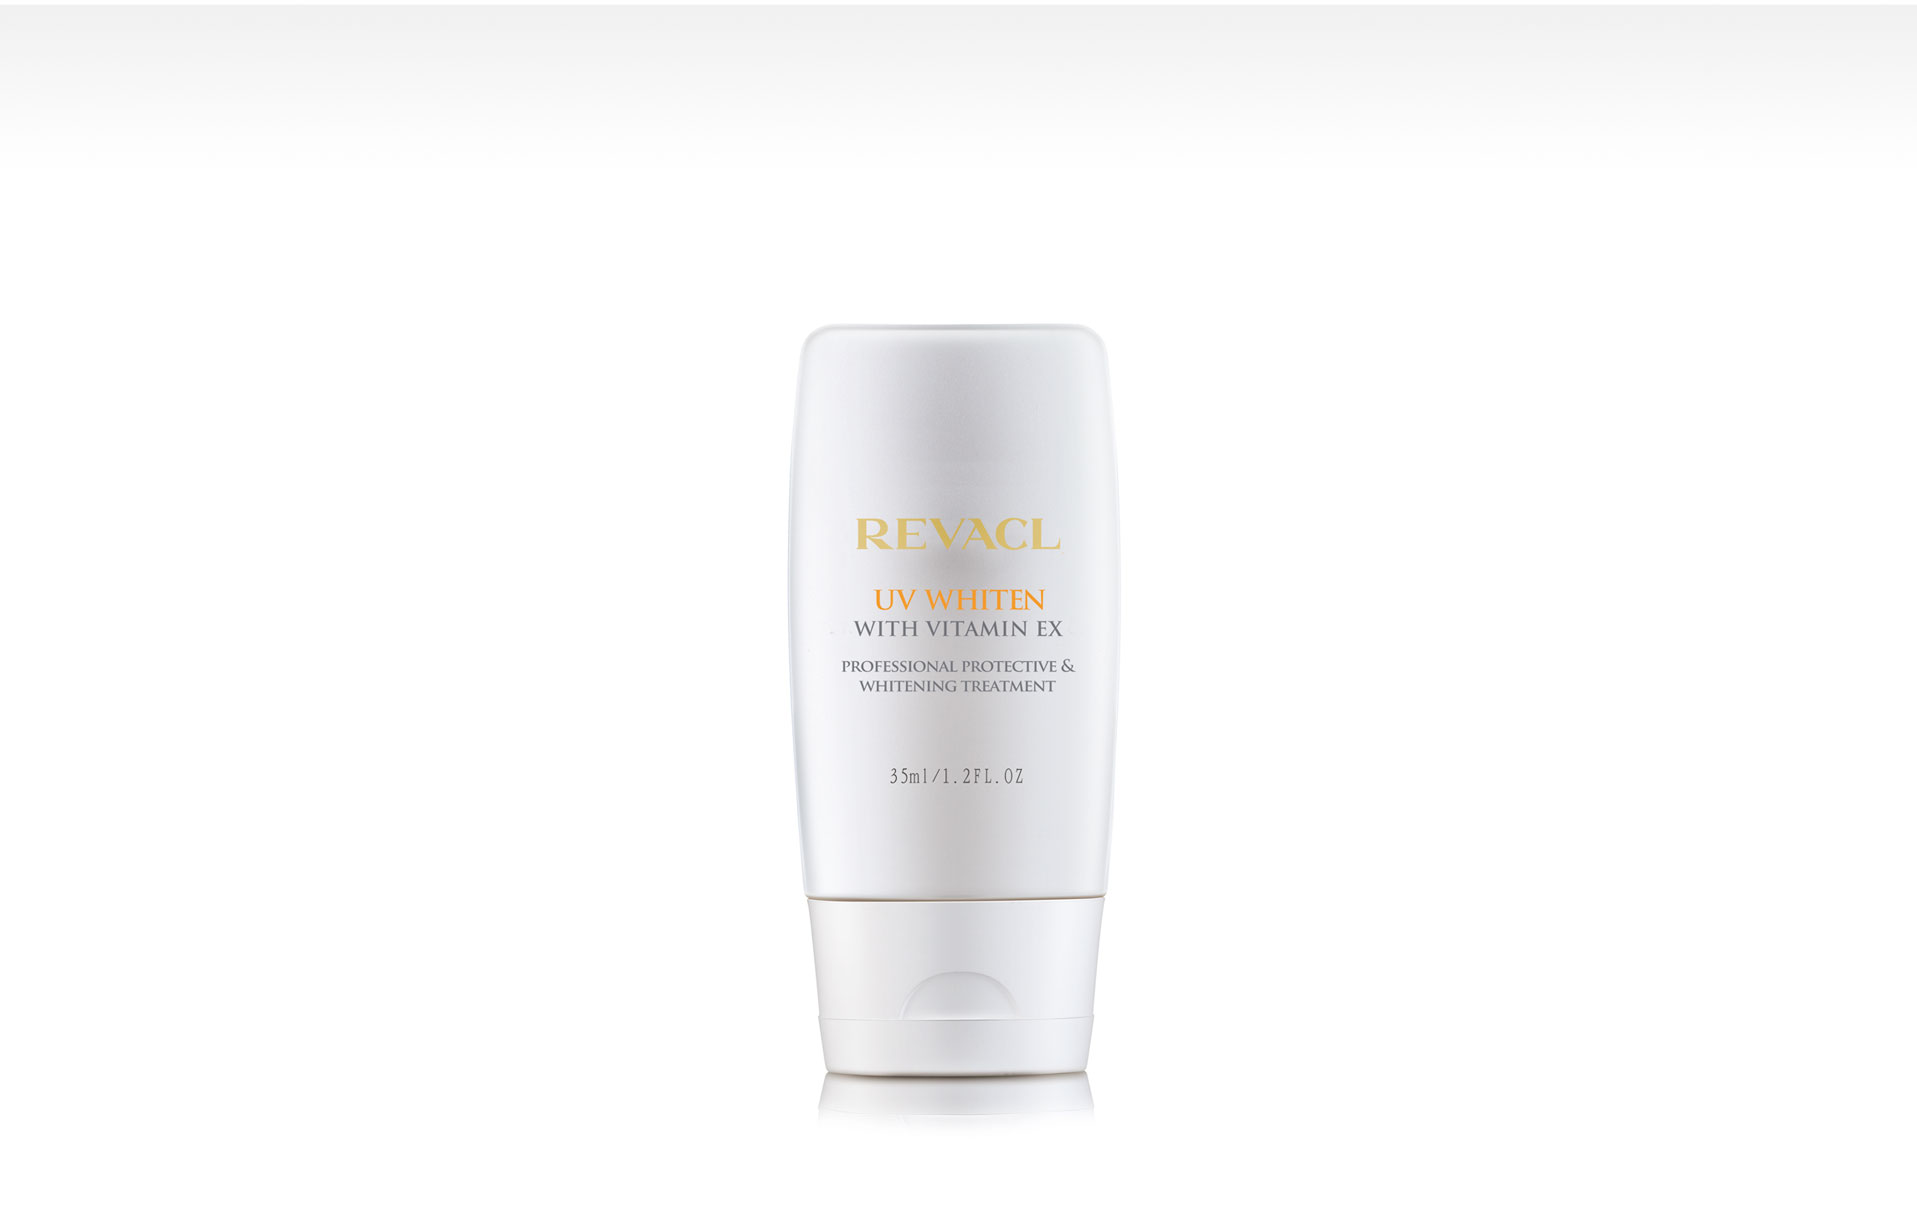 REVACL
UV WHITEN
WITH VITAMIN EX
PROFESSIONAL PROTECTIVE &
WHITENING TREATMENT
35ml/1.2FL.OZ